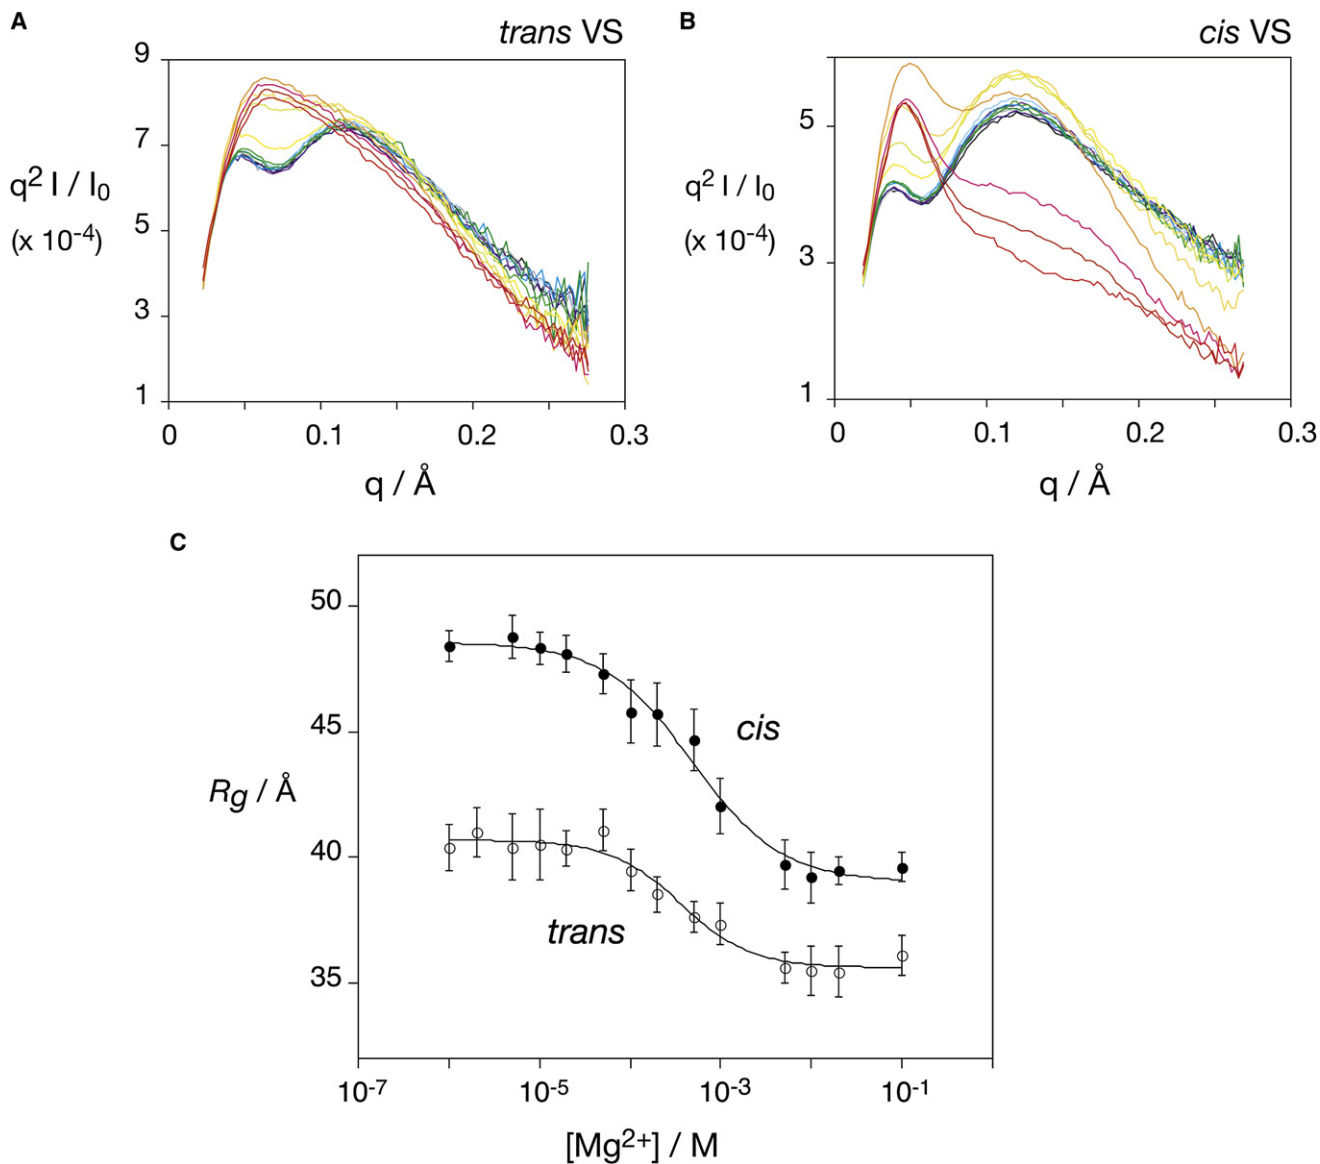 A
trans VS
9
7
5
3
1
q² I / I₀
(x 10⁻⁴)
0
0.1
0.2
0.3
q / Å
B
cis VS
5
3
1
q² I / I₀
(x 10⁻⁴)
0
0.1
0.2
0.3
q / Å
C
50
45
40
35
Rg / Å
cis
trans
10⁻⁷
10⁻⁵
10⁻³
10⁻¹
[Mg²⁺] / M